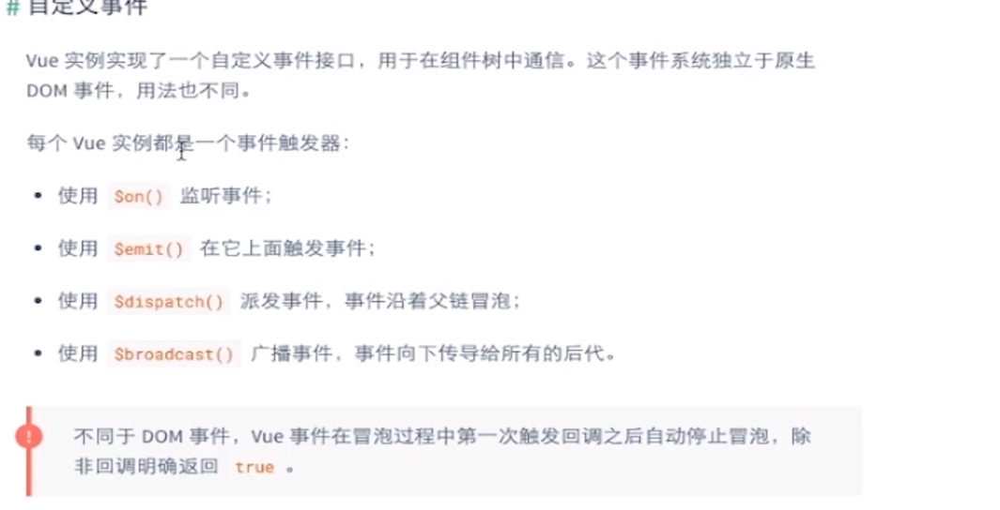 # 自定义事件
Vue 实例实现了一个自定义事件接口，用于在组件树中通信。这个事件系统独立于原生
DOM 事件，用法也不同。
每个 Vue 实例都是一个事件触发器：
• 使用 $on() 监听事件；
• 使用 $emit() 在它上面触发事件；
• 使用 $dispatch() 派发事件，事件沿着父链冒泡；
• 使用 $broadcast() 广播事件，事件向下传导给所有的后代。
! 不同于 DOM 事件，Vue 事件在冒泡过程中第一次触发回调之后自动停止冒泡，除
非回调明确返回 true 。